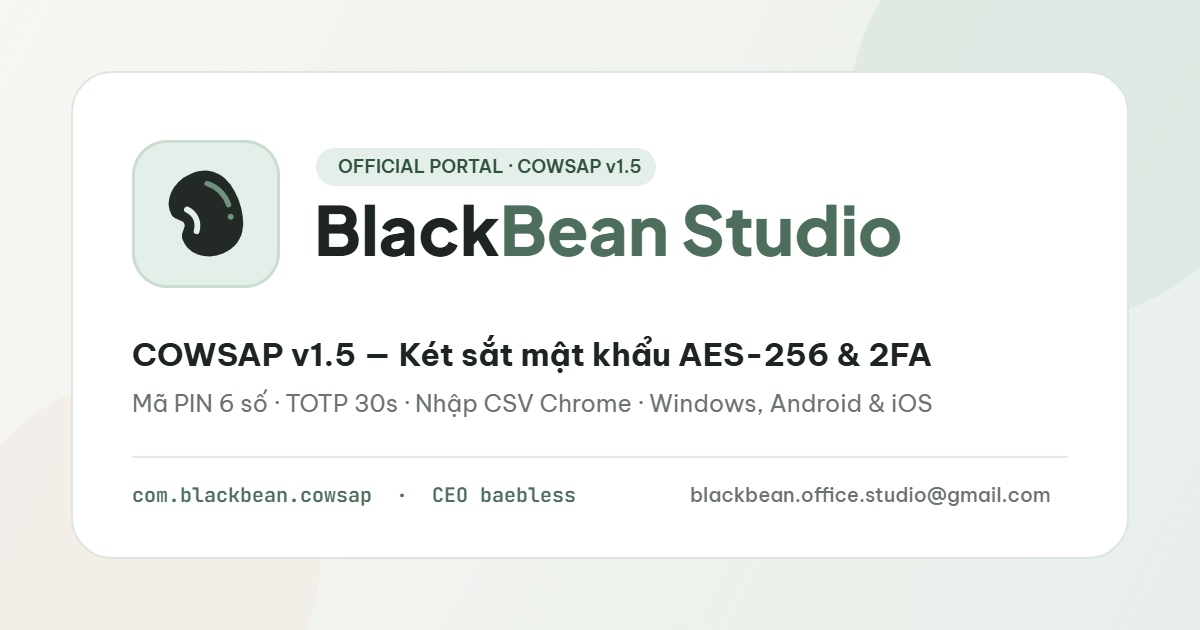 OFFICIAL PORTAL · COWSAP v1.5
BlackBean Studio
COWSAP v1.5 — Két sắt mật khẩu AES-256 & 2FA
Mã PIN 6 số · TOTP 30s · Nhập CSV Chrome · Windows, Android & iOS
com.blackbean.cowsap · CEO baebless blackbean.office.studio@gmail.com